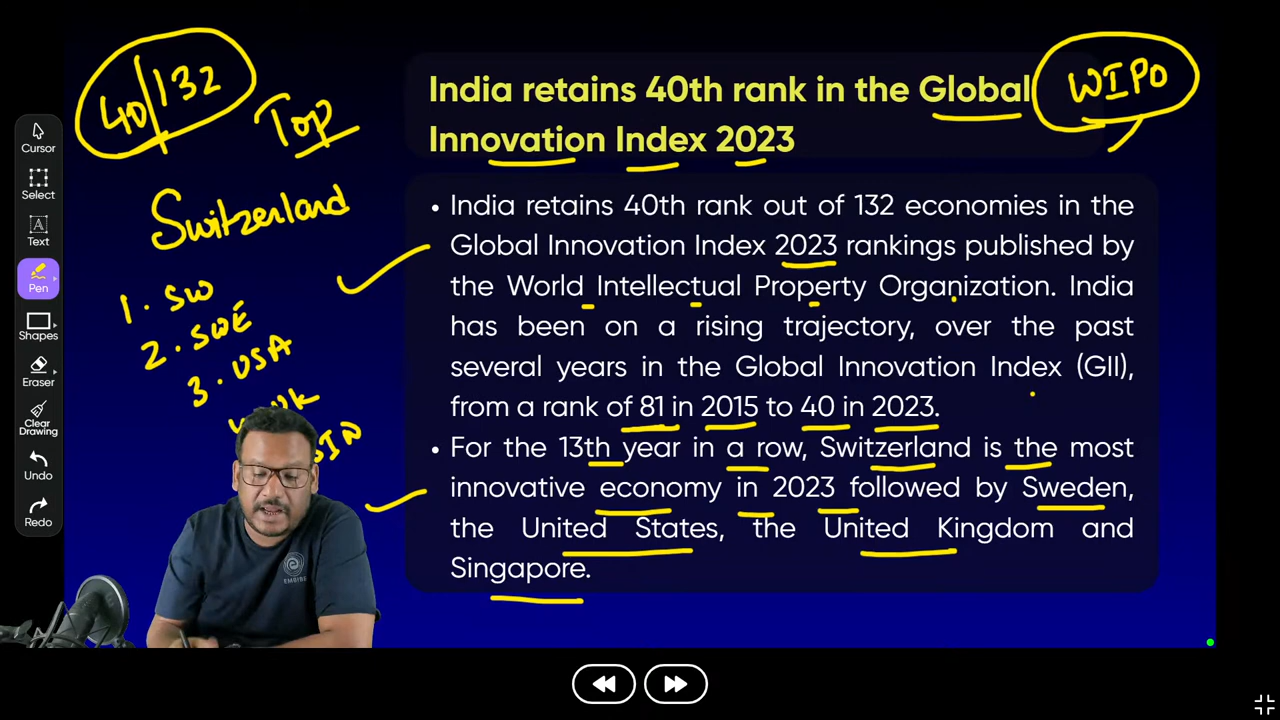 40/132
Top
Switzerland
1. SW
2. SWE
3. USA
UK
SIN
WIPO
India retains 40th rank in the Global
Innovation Index 2023
• India retains 40th rank out of 132 economies in the
Global Innovation Index 2023 rankings published by
the World Intellectual Property Organization. India
has been on a rising trajectory, over the past
several years in the Global Innovation Index (GII),
from a rank of 81 in 2015 to 40 in 2023.
• For the 13th year in a row, Switzerland is the most
innovative economy in 2023 followed by Sweden,
the United States, the United Kingdom and
Singapore.
Cursor
Select
Text
Pen
Shapes
Eraser
Clear
Drawing
Undo
Redo
EMBIBE